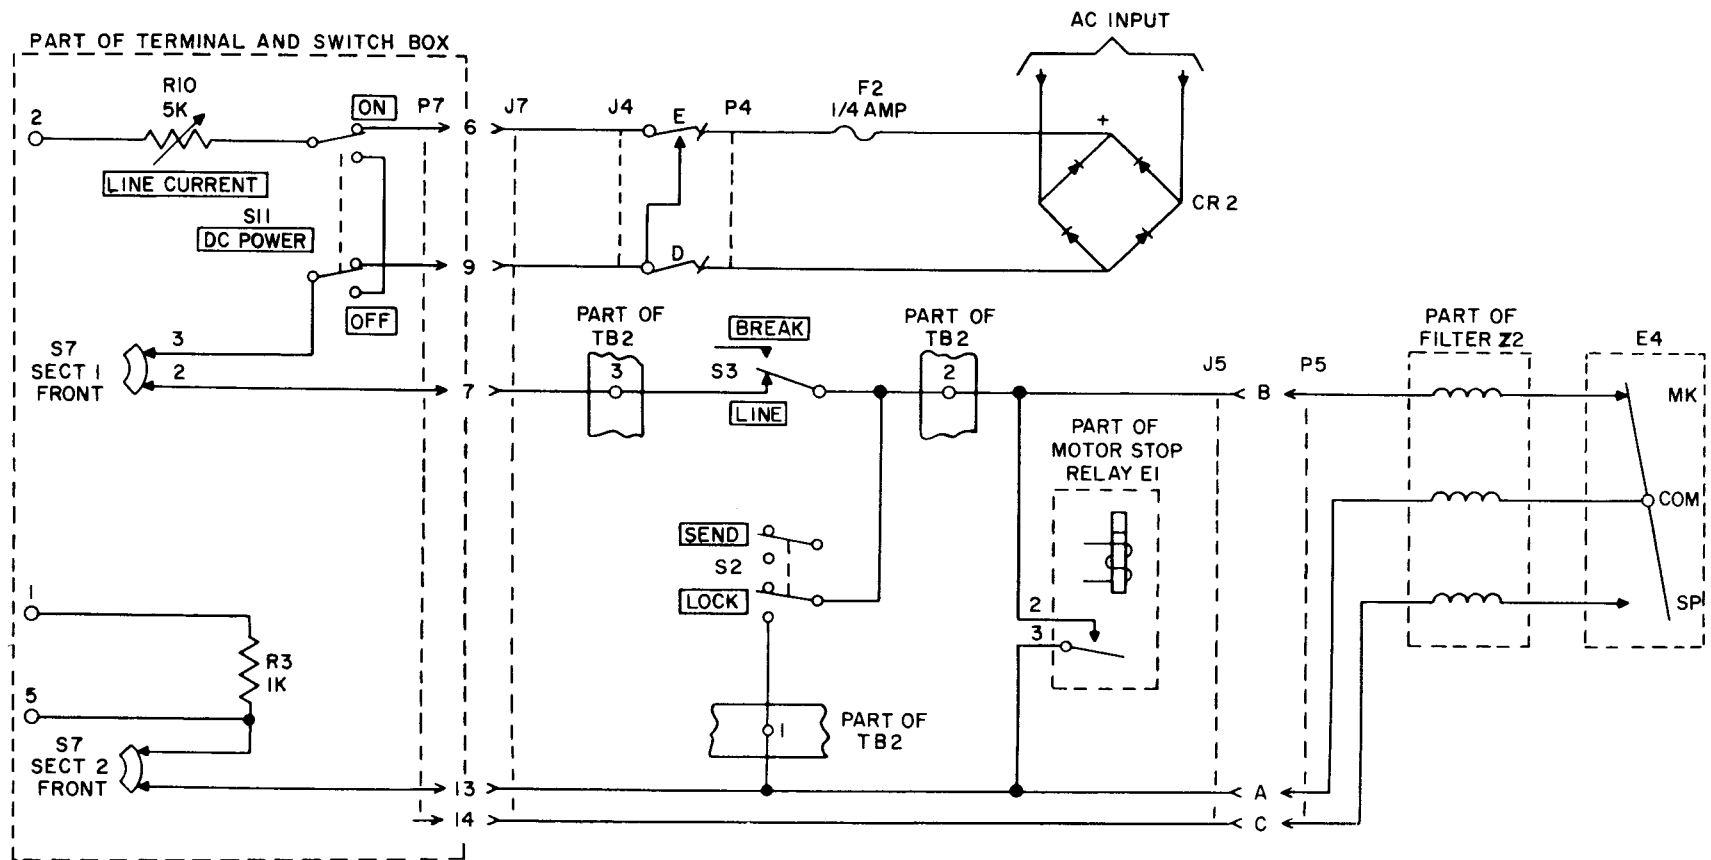 AC INPUT
PART OF TERMINAL AND SWITCH BOX
R10
5K
2
ON
P7
J7
J4
E
P4
F2
1/4 AMP
+
6
LINE CURRENT
S11
DC POWER
CR2
9
D
OFF
PART OF
TB2
BREAK
PART OF
TB2
PART OF
FILTER Z2
E4
S7
SECT 1
FRONT
3
2
7
3
S3
LINE
2
J5
P5
B
MK
PART OF
MOTOR STOP
RELAY E1
COM
SEND
S2
LOCK
1
2
3
SP
R3
1K
5
PART OF
TB2
1
S7
SECT 2
FRONT
13
A
14
C